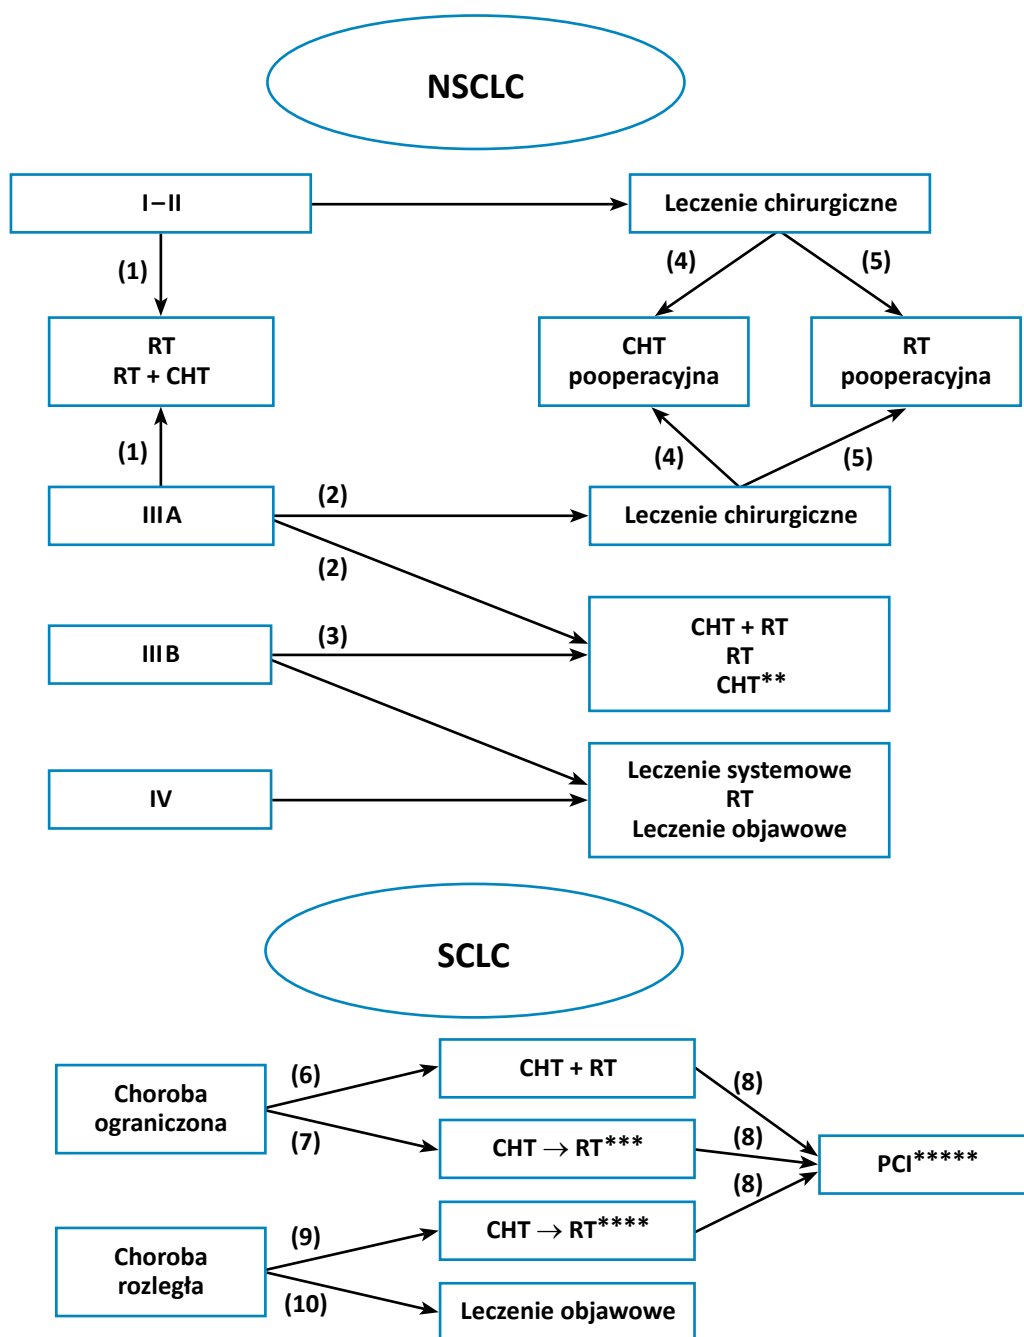 NSCLC
I–II
Leczenie chirurgiczne
(1)
(4)
(5)
RT
RT + CHT
CHT
pooperacyjna
RT
pooperacyjna
(1)
(4)
(5)
IIIA
(2)
Leczenie chirurgiczne
(2)
IIIB
(3)
CHT + RT
RT
CHT**
IV
Leczenie systemowe
RT
Leczenie objawowe
SCLC
Choroba
ograniczona
(6)
(7)
CHT + RT
CHT → RT***
(8)
(8)
(8)
PCI*****
Choroba
rozległa
(9)
(10)
CHT → RT****
Leczenie objawowe